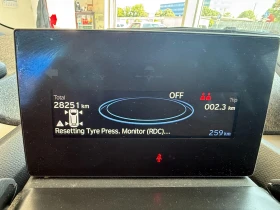 OFF
Total
28251 km
Trip
002.3 km
Resetting Tyre Press. Monitor (RDC)...
259 km